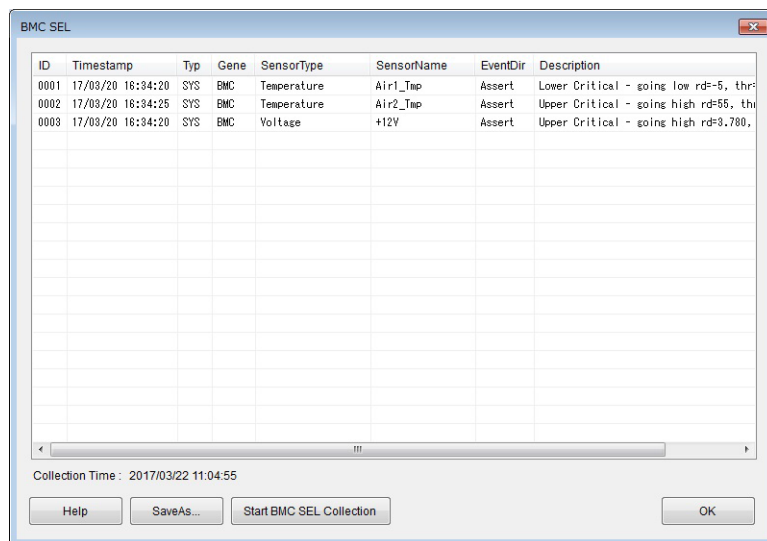 BMC SEL
ID Timestamp Typ Gene SensorType SensorName EventDir Description
0001 17/03/20 16:34:20 SYS BMC Temperature Air1_Tmp Assert Lower Critical - going low rd=-5, thr=
0002 17/03/20 16:34:25 SYS BMC Temperature Air2_Tmp Assert Upper Critical - going high rd=55, thr
0003 17/03/20 16:34:20 SYS BMC Voltage +12V Assert Upper Critical - going high rd=3.780,
Collection Time : 2017/03/22 11:04:55
Help SaveAs... Start BMC SEL Collection OK